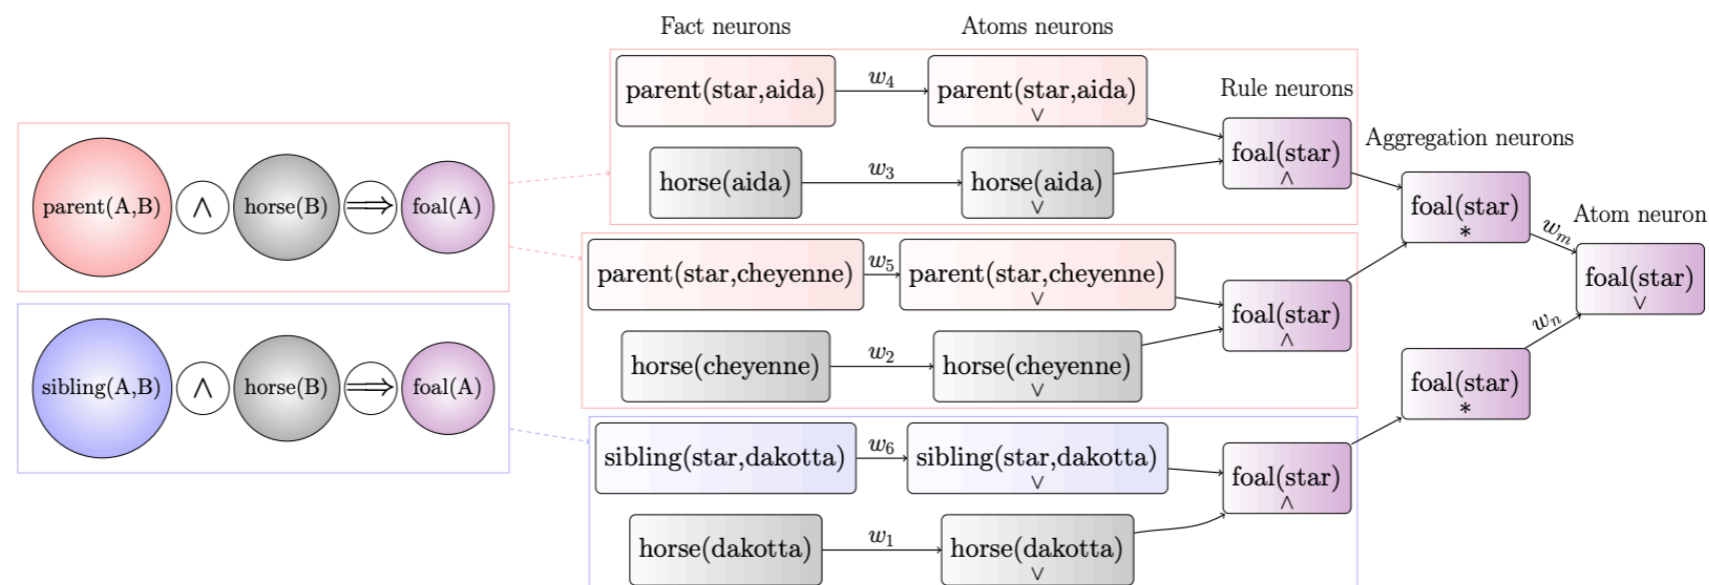 Fact neurons
Atoms neurons
parent(star,aida)
w4
parent(star,aida)
∨
Rule neurons
horse(aida)
w3
horse(aida)
∨
foal(star)
∧
Aggregation neurons
parent(A,B)
∧
horse(B)
⟹
foal(A)
foal(star)
*
wm
Atom neuron
foal(star)
∨
parent(star,cheyenne)
w5
parent(star,cheyenne)
∨
horse(cheyenne)
w2
horse(cheyenne)
∨
foal(star)
∧
wn
foal(star)
*
sibling(A,B)
∧
horse(B)
⟹
foal(A)
sibling(star,dakotta)
w6
sibling(star,dakotta)
∨
foal(star)
∧
horse(dakotta)
w1
horse(dakotta)
∨